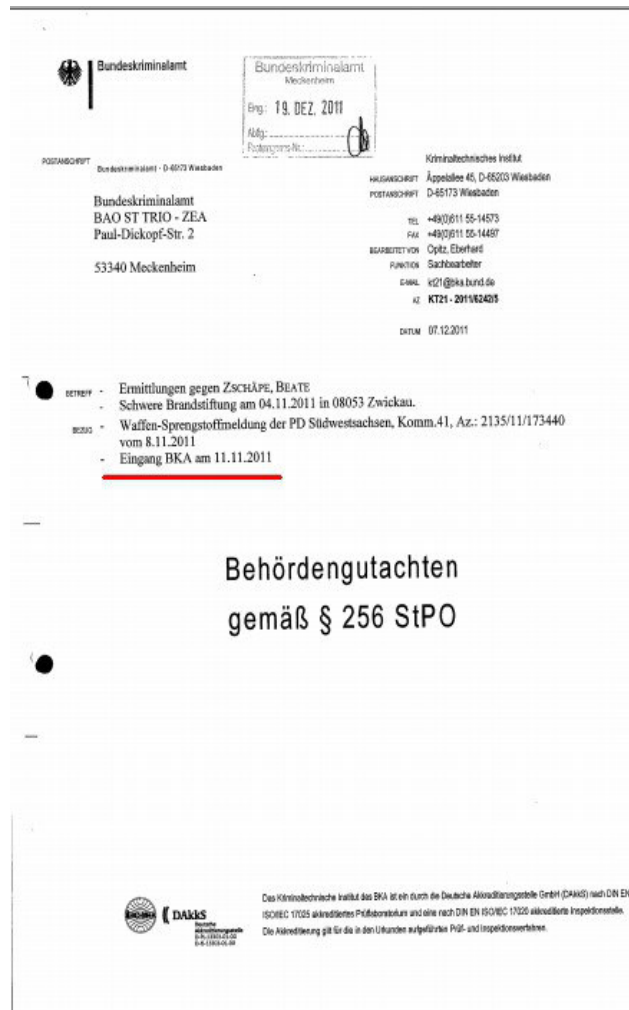 Bundeskriminalamt
Bundeskriminalamt
Meckenheim
Eing.: 19. DEZ. 2011
Abtlg.:
POSTANSCHRIFT
Bundeskriminalamt - D-65173 Wiesbaden
Bundeskriminalamt
BAO ST TRIO - ZEA
Paul-Dickopf-Str. 2
53340 Meckenheim
Kriminaltechnisches Institut
HAUSANSCHRIFT Äppelallee 45, D-65203 Wiesbaden
POSTANSCHRIFT D-65173 Wiesbaden
TEL +49(0)611 55-14573
FAX +49(0)611 55-14497
BEARBEITET VON Opitz, Eberhard
FUNKTION Sachbearbeiter
E-MAIL kt21@bka.bund.de
AZ KT21 - 2011/6242/5
DATUM 07.12.2011
BETREFF - Ermittlungen gegen ZSCHÄPE, BEATE
- Schwere Brandstiftung am 04.11.2011 in 08053 Zwickau.
BEZUG - Waffen-Sprengstoffmeldung der PD Südwestsachsen, Komm.41, Az.: 2135/11/173440
vom 8.11.2011
- Eingang BKA am 11.11.2011
Behördengutachten
gemäß § 256 StPO
DAkkS
Deutsche
Akkreditierungsstelle
Das Kriminaltechnische Institut des BKA ist ein durch die Deutsche Akkreditierungsstelle GmbH (DAkkS) nach DIN EN
ISO/IEC 17025 akkreditiertes Prüflaboratorium und eine nach DIN EN ISO/IEC 17020 akkreditierte Inspektionsstelle.
Die Akkreditierung gilt für die in den Urkunden aufgeführten Prüf- und Inspektionsverfahren.